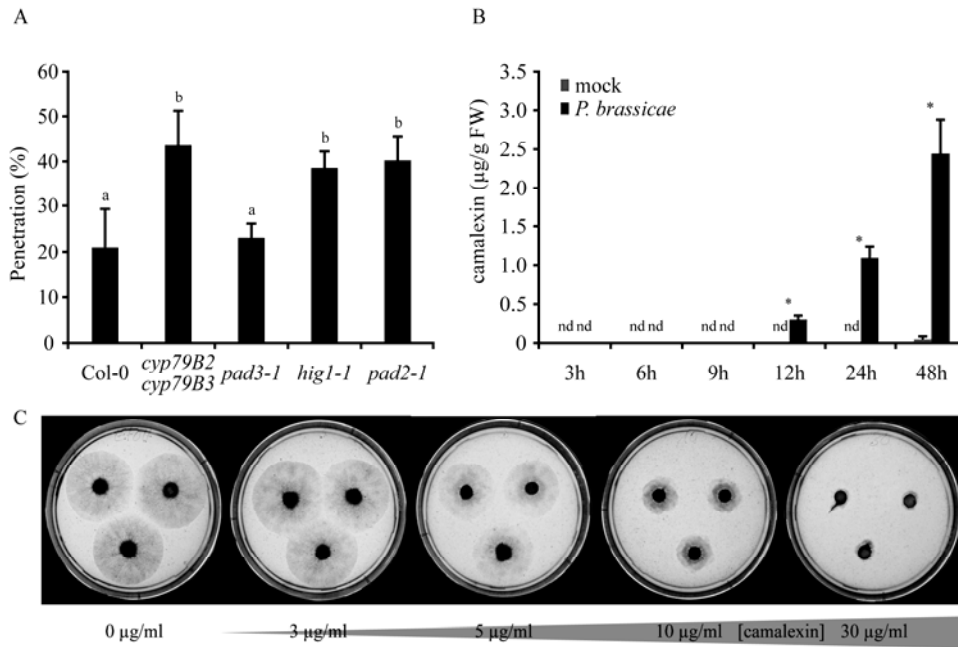 A
Penetration (%)
60
50
40
30
20
10
0
a
b
a
b
b
Col-0
cyp79B2
cyp79B3
pad3-1
hig1-1
pad2-1
B
camalexin (µg/g FW)
3.5
3.0
2.5
2.0
1.5
1.0
0.5
0
mock
P. brassicae
nd nd
nd nd
nd nd
nd *
nd *
*
3h
6h
9h
12h
24h
48h
C
0 µg/ml
3 µg/ml
5 µg/ml
10 µg/ml
[camalexin]
30 µg/ml